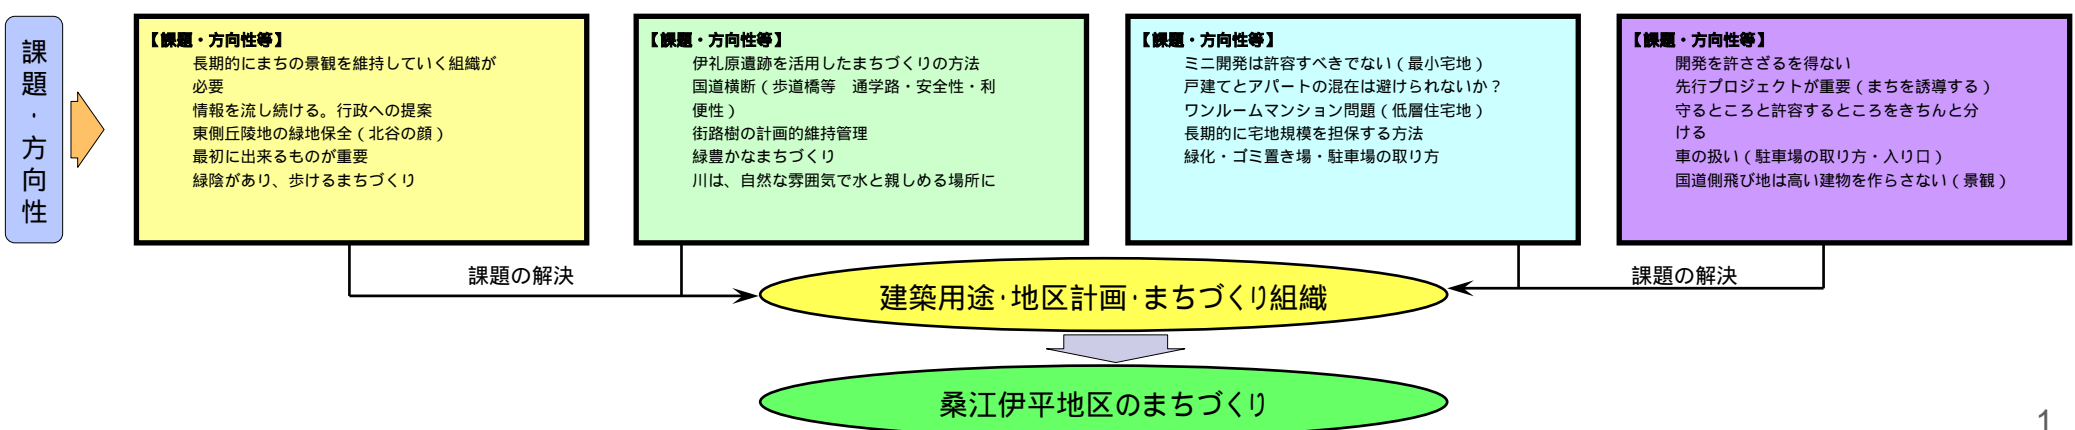 課題・方向性
【課題・方向性等】
長期的にまちの景観を維持していく組織が
必要
情報を流し続ける。行政への提案
東側丘陵地の緑地保全（北谷の顔）
最初に出来るものが重要
緑陰があり、歩けるまちづくり
【課題・方向性等】
伊礼原遺跡を活用したまちづくりの方法
国道横断（歩道橋等　通学路・安全性・利
便性）
街路樹の計画的維持管理
緑豊かなまちづくり
川は、自然な雰囲気で水と親しめる場所に
【課題・方向性等】
ミニ開発は許容すべきでない（最小宅地）
戸建てとアパートの混在は避けられないか？
ワンルームマンション問題（低層住宅地）
長期的に宅地規模を担保する方法
緑化・ゴミ置き場・駐車場の取り方
【課題・方向性等】
開発を許さざるを得ない
先行プロジェクトが重要（まちを誘導する）
守るところと許容するところをきちんと分
ける
車の扱い（駐車場の取り方・入り口）
国道側飛び地は高い建物を作らさない（景観）
課題の解決
課題の解決
建築用途・地区計画・まちづくり組織
桑江伊平地区のまちづくり
1